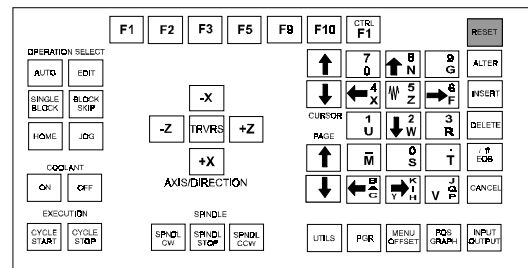 F1 F2 F3 F5 F9 F10 CTRL F1 RESET
OPERATION SELECT
AUTO EDIT
SINGLE BLOCK BLOCK SKIP
HOME JOG
COOLANT
ON OFF
EXECUTION
CYCLE START CYCLE STOP
-X
-Z TRVRS +Z
+X
AXIS/DIRECTION
SPINDLE
SPNDL CW SPINDL STOP SPNDL CCW
7 8 N 9 G ALTER
4 X 5 Z 6 F INSERT
CURSOR 1 U 2 W 3 R DELETE
PAGE
- M 0 S . T / # EOB
B A C Y K I H V J Q P CANCEL
UTILS PGR MENU OFFSET POS GRAPH INPUT OUTPUT